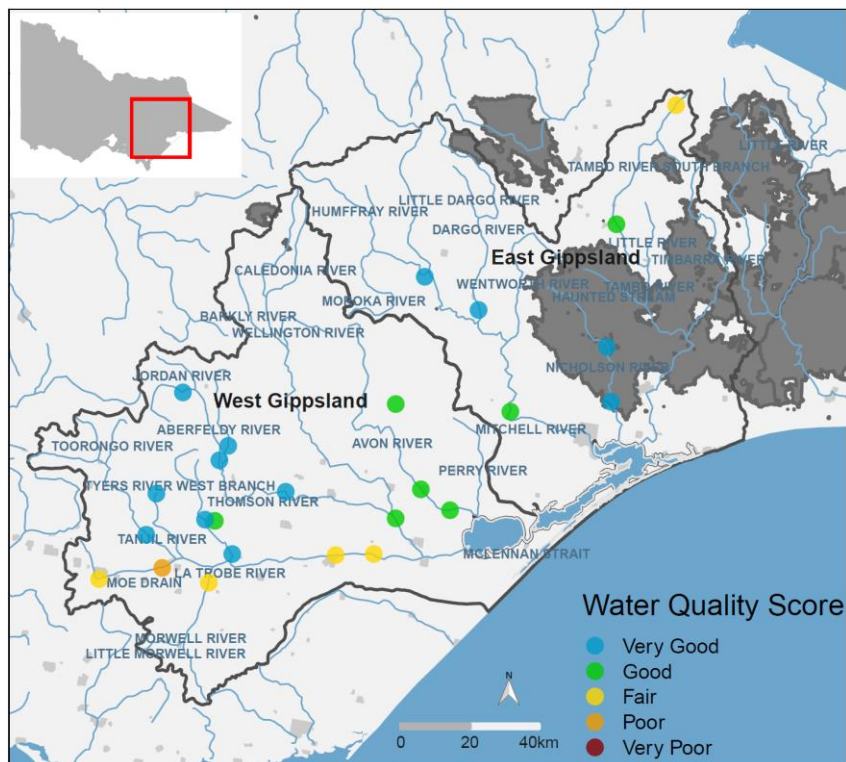 LITTLE RIVER
TAMBO RIVER SOUTH BRANCH
LITTLE DARGO RIVER
HUMFFRAY RIVER
DARGO RIVER
LITTLE RIVER
East Gippsland
TIMBARRA RIVER
CALEDONIA RIVER
WENTWORTH RIVER
TAMBO RIVER
HAUNTED STREAM
MOROKA RIVER
BARKLY RIVER
WELLINGTON RIVER
NICHOLSON RIVER
JORDAN RIVER
West Gippsland
ABERFELDY RIVER
MITCHELL RIVER
TOORONGO RIVER
AVON RIVER
PERRY RIVER
TYERS RIVER WEST BRANCH
THOMSON RIVER
TANJIL RIVER
MCLENNAN STRAIT
LA TROBE RIVER
MOE DRAIN
MORWELL RIVER
LITTLE MORWELL RIVER
Water Quality Score
Very Good
Good
Fair
Poor
Very Poor
N
0 20 40km